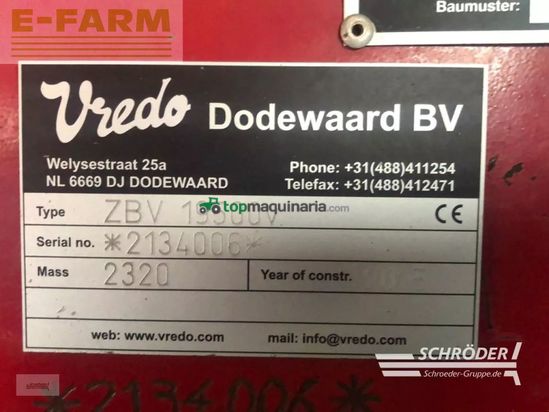 E-FARM
Baumuster:
Vredo Dodewaard BV
Welysestraat 25a
NL 6669 DJ DODEWAARD
Phone: +31(488)411254
Telefax: +31(488)412471
Type ZBV
topmaquinaria.com
CE
Serial no. *2134006*
Mass 2320
Year of constr.
web: www.vredo.com
mail: info@vredo.com
SCHRÖDER
Schroeder-Gruppe.de
*2134006*